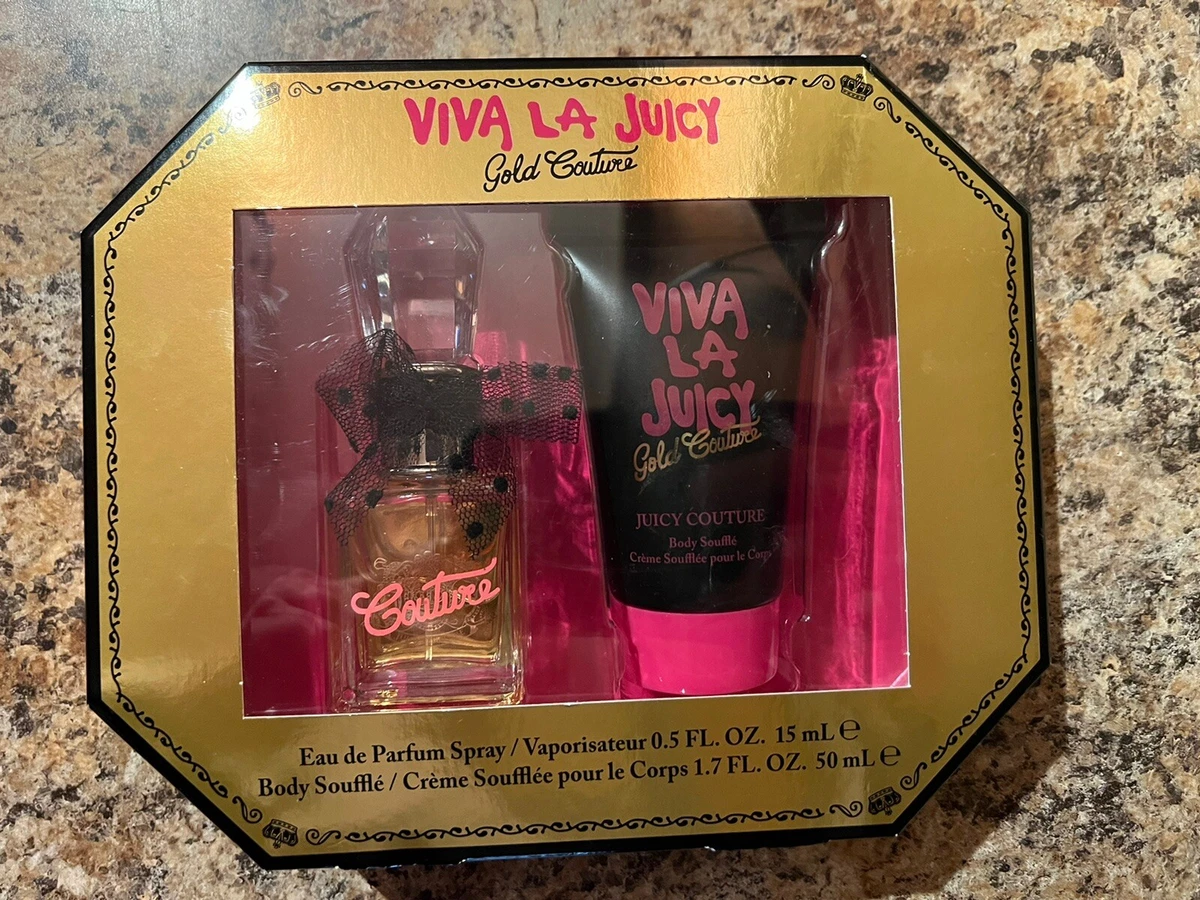 VIVA LA JUICY
Gold Couture
VIVA
LA
JUICY
Gold Couture
JUICY COUTURE
Body Soufflé
Crème Soufflée pour le Corps
Couture
Eau de Parfum Spray / Vaporisateur 0.5 FL. OZ. 15 mL ℮
Body Soufflé / Crème Soufflée pour le Corps 1.7 FL. OZ. 50 mL ℮